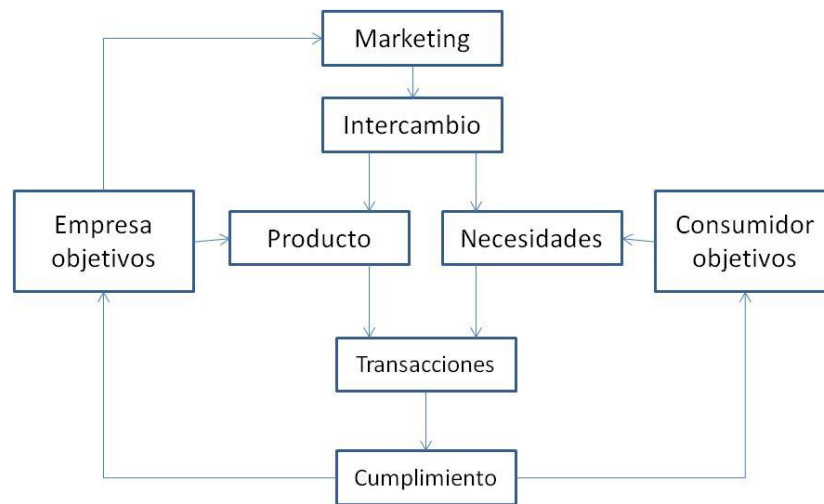 Marketing
Intercambio
Empresa
objetivos
Producto
Necesidades
Consumidor
objetivos
Transacciones
Cumplimiento